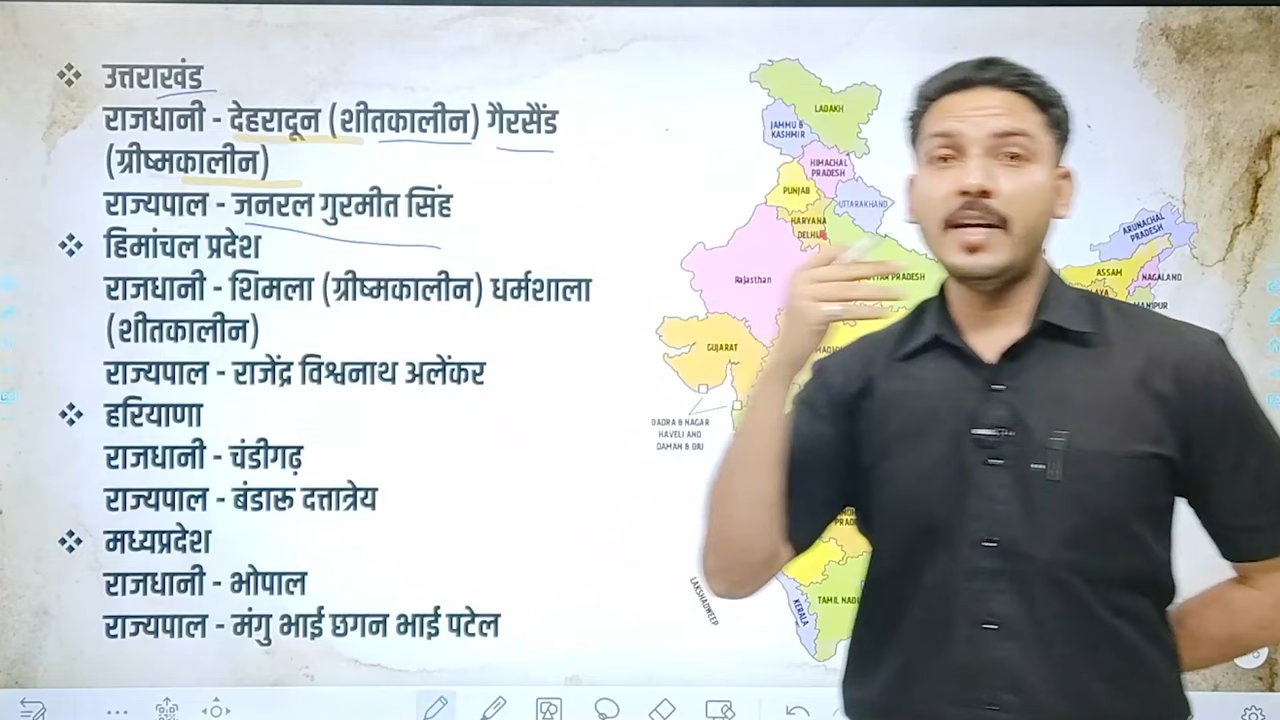 उत्तराखंड
राजधानी - देहरादून (शीतकालीन) गैरसैंड
(ग्रीष्मकालीन)
राज्यपाल - जनरल गुरमीत सिंह
हिमांचल प्रदेश
राजधानी - शिमला (ग्रीष्मकालीन) धर्मशाला
(शीतकालीन)
राज्यपाल - राजेंद्र विश्वनाथ अलेंकर
हरियाणा
राजधानी - चंडीगढ़
राज्यपाल - बंडारू दत्तात्रेय
मध्यप्रदेश
राजधानी - भोपाल
राज्यपाल - मंगु भाई छगन भाई पटेल
LADAKH
JAMMU &
KASHMIR
HIMACHAL
PRADESH
PUNJAB
UTTARAKHAND
HARYANA
DELHI
Rajasthan
PRADESH
ARUNACHAL
PRADESH
ASSAM
NAGALAND
GUJARAT
DADRA & NAGAR
HAVELI AND
DAMAN & DIU
LAKSHADWEEP
KERALA
TAMIL NADU